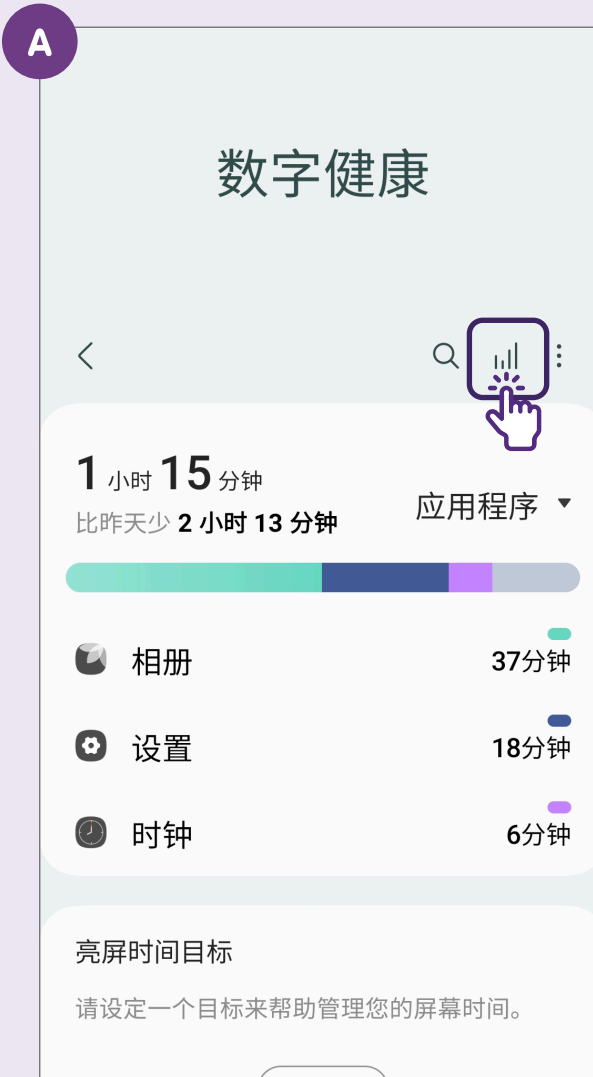 A
数字健康
1 小时 15 分钟
比昨天少 2 小时 13 分钟
应用程序
相册 37分钟
设置 18分钟
时钟 6分钟
亮屏时间目标
请设定一个目标来帮助管理您的屏幕时间。